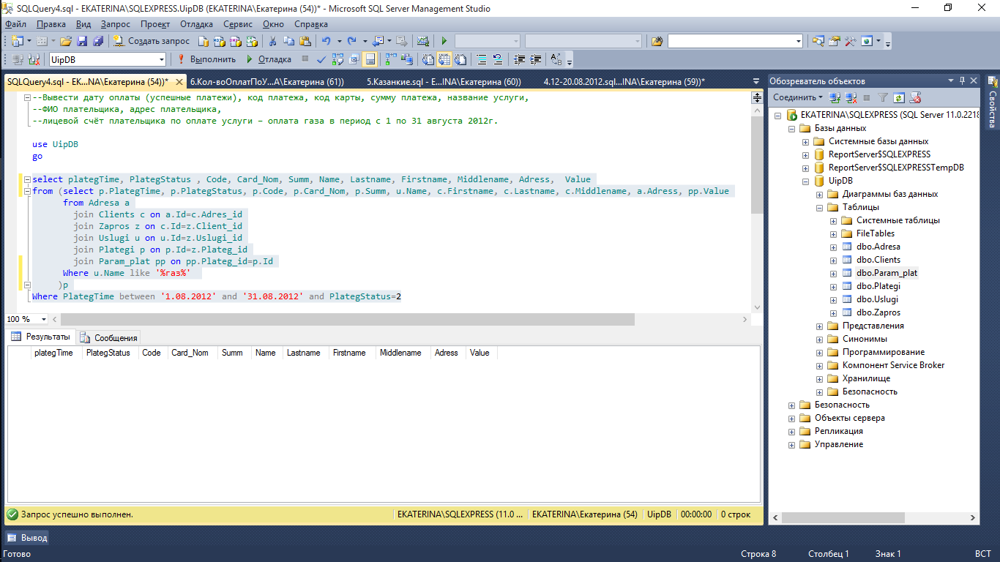 SQLQuery4.sql - EKATERINA\SQLEXPRESS.UipDB (EKATERINA\Екатерина (54))* - Microsoft SQL Server Management Studio
Файл Правка Вид Запрос Проект Отладка Сервис Окно Справка
Создать запрос
UipDB
Выполнить
Отладка
SQLQuery4.sql - EK...NA\Екатерина (54))*
6.Кол-воОплатПоУ...А\Екатерина (61))
5.Казанкие.sql - E...INA\Екатерина (60))
4.12-20.08.2012.sql...INA\Екатерина (59))*
--Вывести дату оплаты (успешные платежи), код платежа, код карты, сумму платежа, название услуги,
--ФИО плательщика, адрес плательщика,
--лицевой счёт плательщика по оплате услуги – оплата газа в период с 1 по 31 августа 2012г.
use UipDB
go
select plategTime, PlategStatus , Code, Card_Nom, Summ, Name, Lastname, Firstname, Middlename, Adress,  Value
from (select p.PlategTime, p.PlategStatus, p.Code, p.Card_Nom, p.Summ, u.Name, c.Firstname, c.Lastname, c.Middlename, a.Adress, pp.Value
from Adresa a
join Clients c on a.Id=c.Adres_id
join Zapros z on c.Id=z.Client_id
join Uslugi u on u.Id=z.Uslugi_id
join Plategi p on p.Id=z.Plateg_id
join Param_plat pp on pp.Plateg_id=p.Id
Where u.Name like '%газ%'
)p
Where PlategTime between '1.08.2012' and '31.08.2012' and PlategStatus=2
100 %
Результаты
Сообщения
plategTime PlategStatus Code Card_Nom Summ Name Lastname Firstname Middlename Adress Value
Запрос успешно выполнен.
EKATERINA\SQLEXPRESS (11.0 ...
EKATERINA\Екатерина (54)
UipDB
00:00:00
0 строк
Обозреватель объектов
Соединить
EKATERINA\SQLEXPRESS (SQL Server 11.0.2218
Базы данных
Системные базы данных
ReportServer$SQLEXPRESS
ReportServer$SQLEXPRESSTempDB
UipDB
Диаграммы баз данных
Таблицы
Системные таблицы
FileTables
dbo.Adresa
dbo.Clients
dbo.Param_plat
dbo.Plategi
dbo.Uslugi
dbo.Zapros
Представления
Синонимы
Программирование
Компонент Service Broker
Хранилище
Безопасность
Безопасность
Объекты сервера
Репликация
Управление
Свойства
Вывод
Готово
Строка 8
Столбец 1
Знак 1
ВСТ